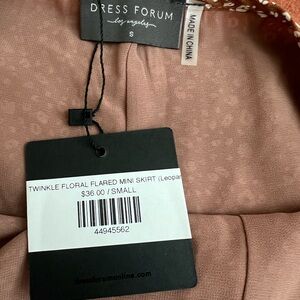 DRESS FORUM
los angeles
S
MADE IN CHINA
TWINKLE FLORAL FLARED MINI SKIRT (Leopar
$36.00 / SMALL
44945562
dressforumonline.com